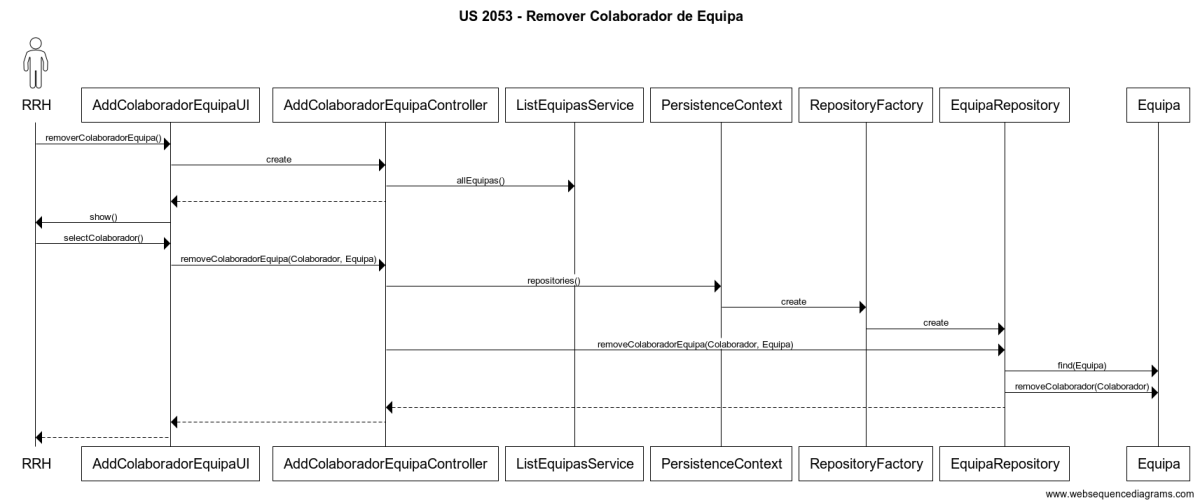 US 2053 - Remover Colaborador de Equipa
RRH
AddColaboradorEquipaUI
AddColaboradorEquipaController
ListEquipasService
PersistenceContext
RepositoryFactory
EquipaRepository
Equipa
removerColaboradorEquipa()
create
allEquipas()
show()
selectColaborador()
removeColaboradorEquipa(Colaborador, Equipa)
repositories()
create
create
removeColaboradorEquipa(Colaborador, Equipa)
find(Equipa)
removeColaborador(Colaborador)
RRH
AddColaboradorEquipaUI
AddColaboradorEquipaController
ListEquipasService
PersistenceContext
RepositoryFactory
EquipaRepository
Equipa
www.websequencediagrams.com